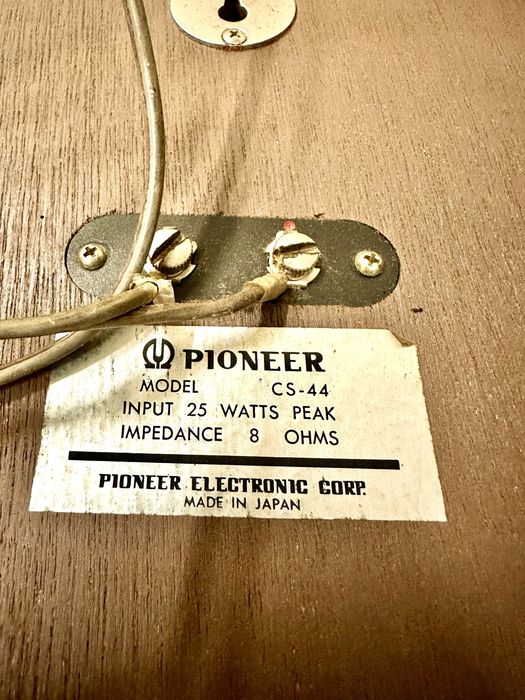 PIONEER
MODEL CS-44
INPUT 25 WATTS PEAK
IMPEDANCE 8 OHMS
PIONEER ELECTRONIC CORP.
MADE IN JAPAN